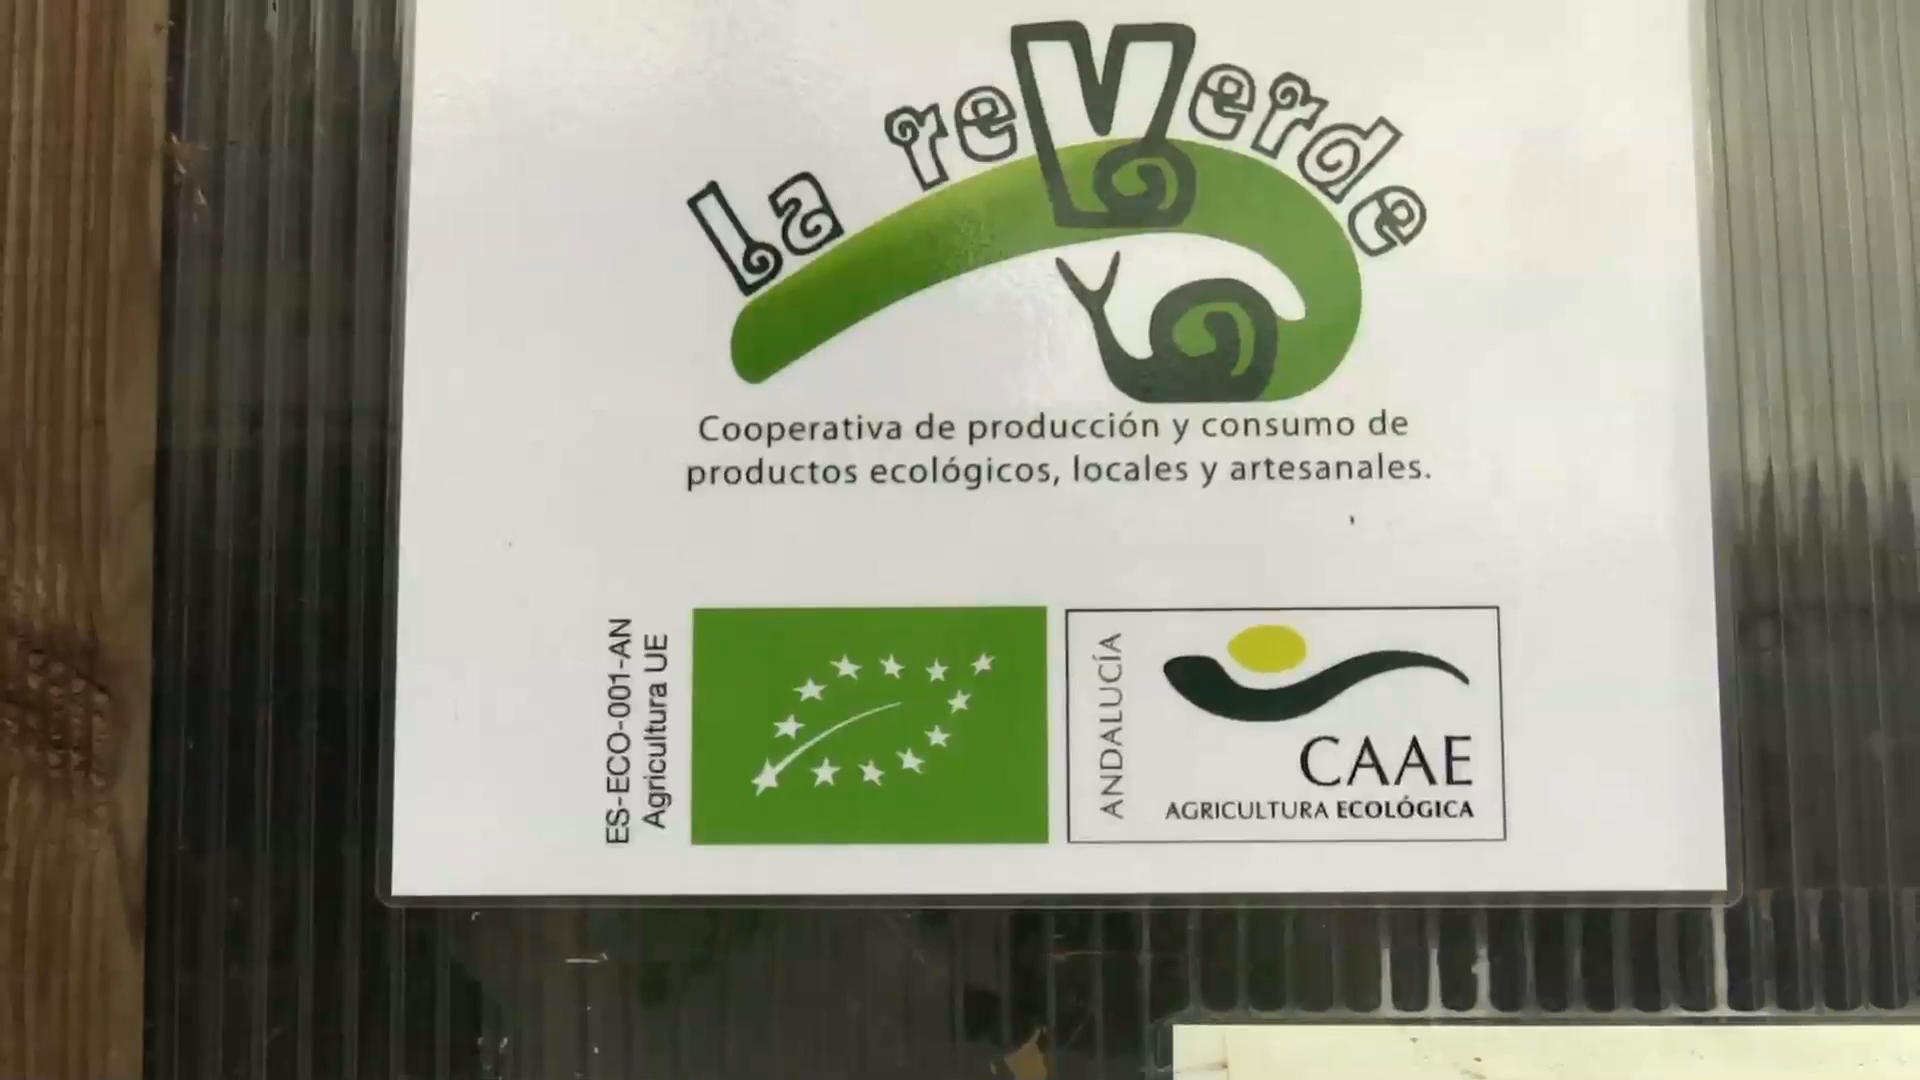 La reVerde
Cooperativa de producción y consumo de
productos ecológicos, locales y artesanales.
ES-ECO-001-AN
Agricultura UE
ANDALUCÍA
CAAE
AGRICULTURA ECOLÓGICA